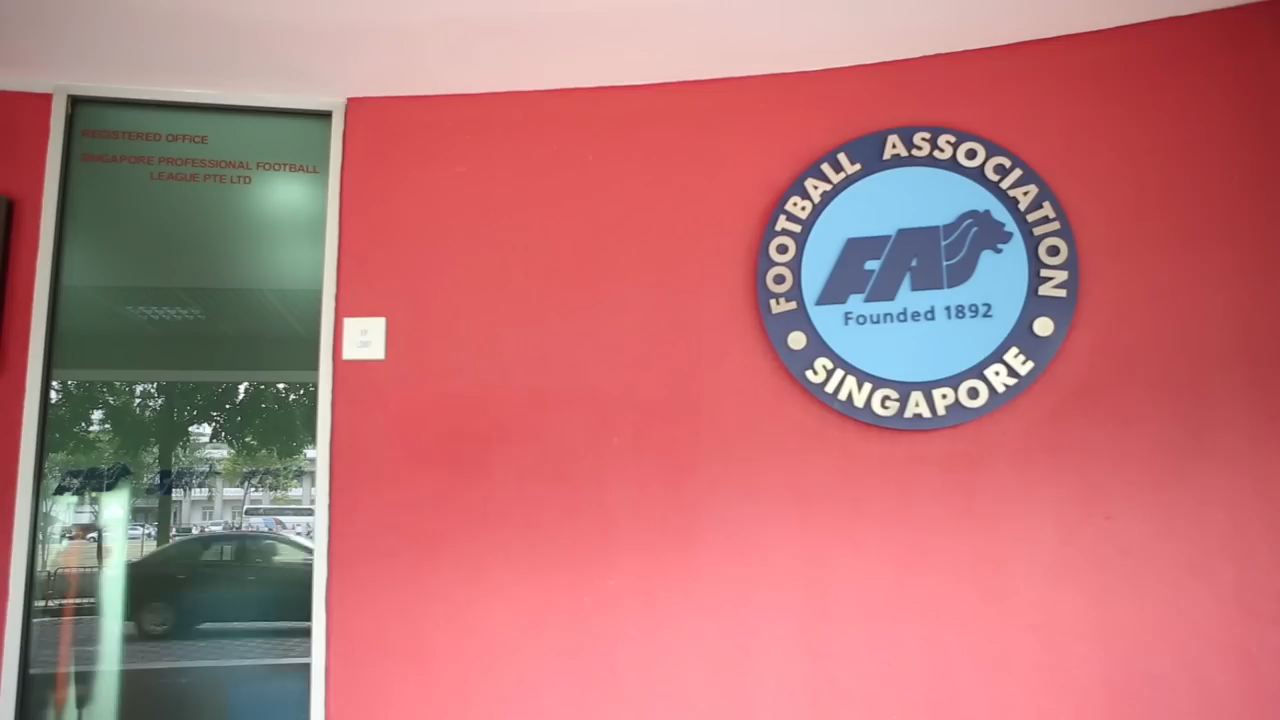 REGISTERED OFFICE
SINGAPORE PROFESSIONAL FOOTBALL
LEAGUE PTE LTD
FOOTBALL ASSOCIATION
FAS
Founded 1892
SINGAPORE